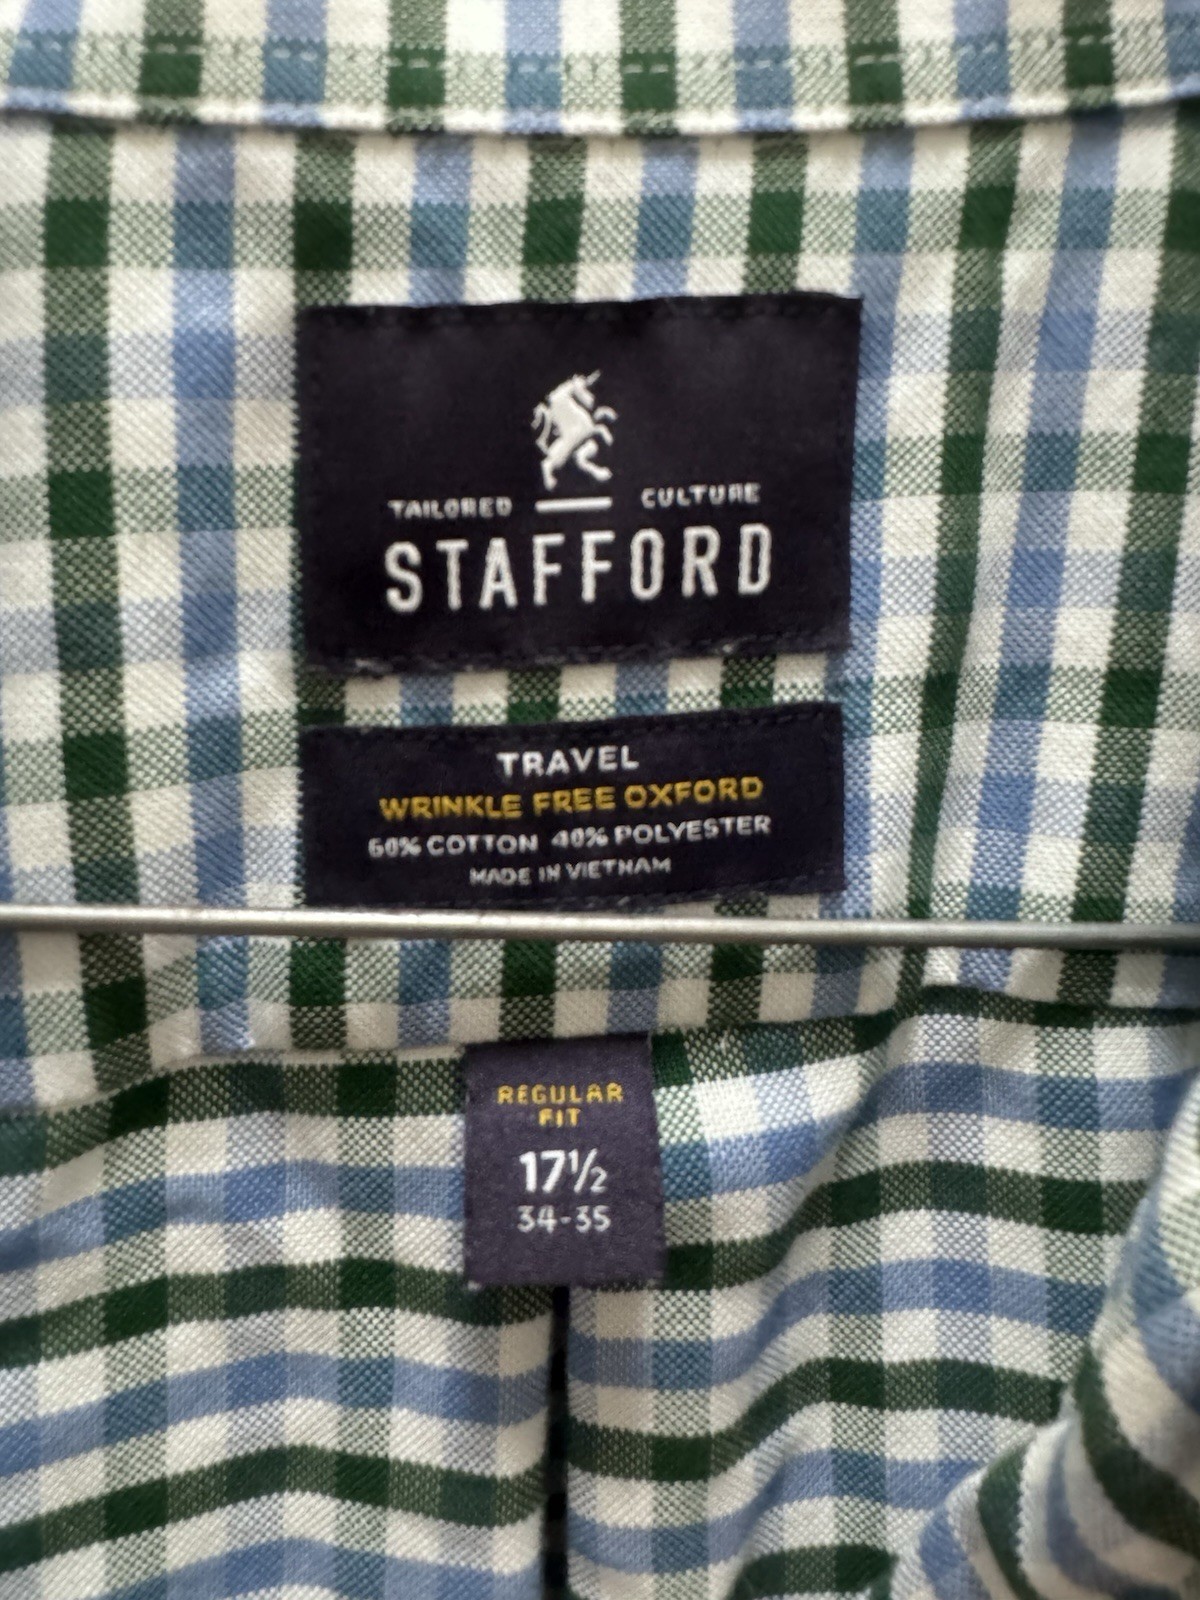 TAILORED CULTURE
STAFFORD
TRAVEL
WRINKLE FREE OXFORD
60% COTTON 40% POLYESTER
MADE IN VIETNAM
REGULAR
FIT
17½
34-35